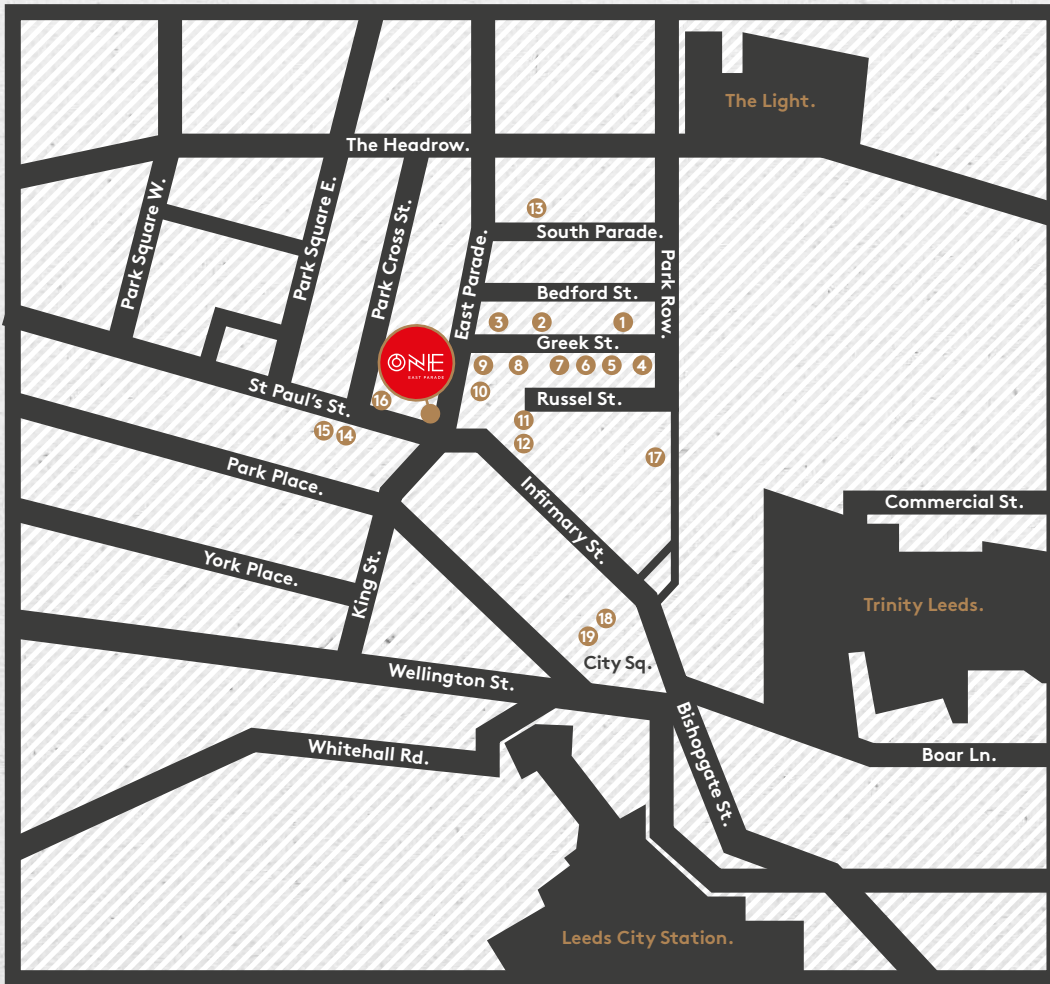 The Light.
The Headrow.
Park Square W.
Park Square E.
Park Cross St.
East Parade.
13
South Parade.
Park Row.
Bedford St.
3
2
1
Greek St.
9
8
7
6
5
4
ONE
EAST PARADE
10
Russel St.
St Paul's St.
16
11
15
14
12
17
Park Place.
Infirmary St.
Commercial St.
York Place.
King St.
Trinity Leeds.
18
19
City Sq.
Wellington St.
Bishopgate St.
Whitehall Rd.
Boar Ln.
Leeds City Station.